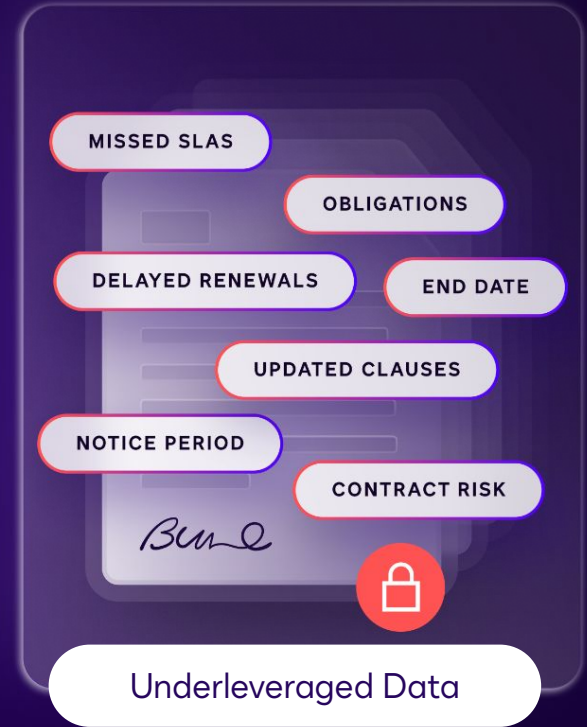 MISSED SLAS
OBLIGATIONS
DELAYED RENEWALS
END DATE
UPDATED CLAUSES
NOTICE PERIOD
CONTRACT RISK
Underleveraged Data